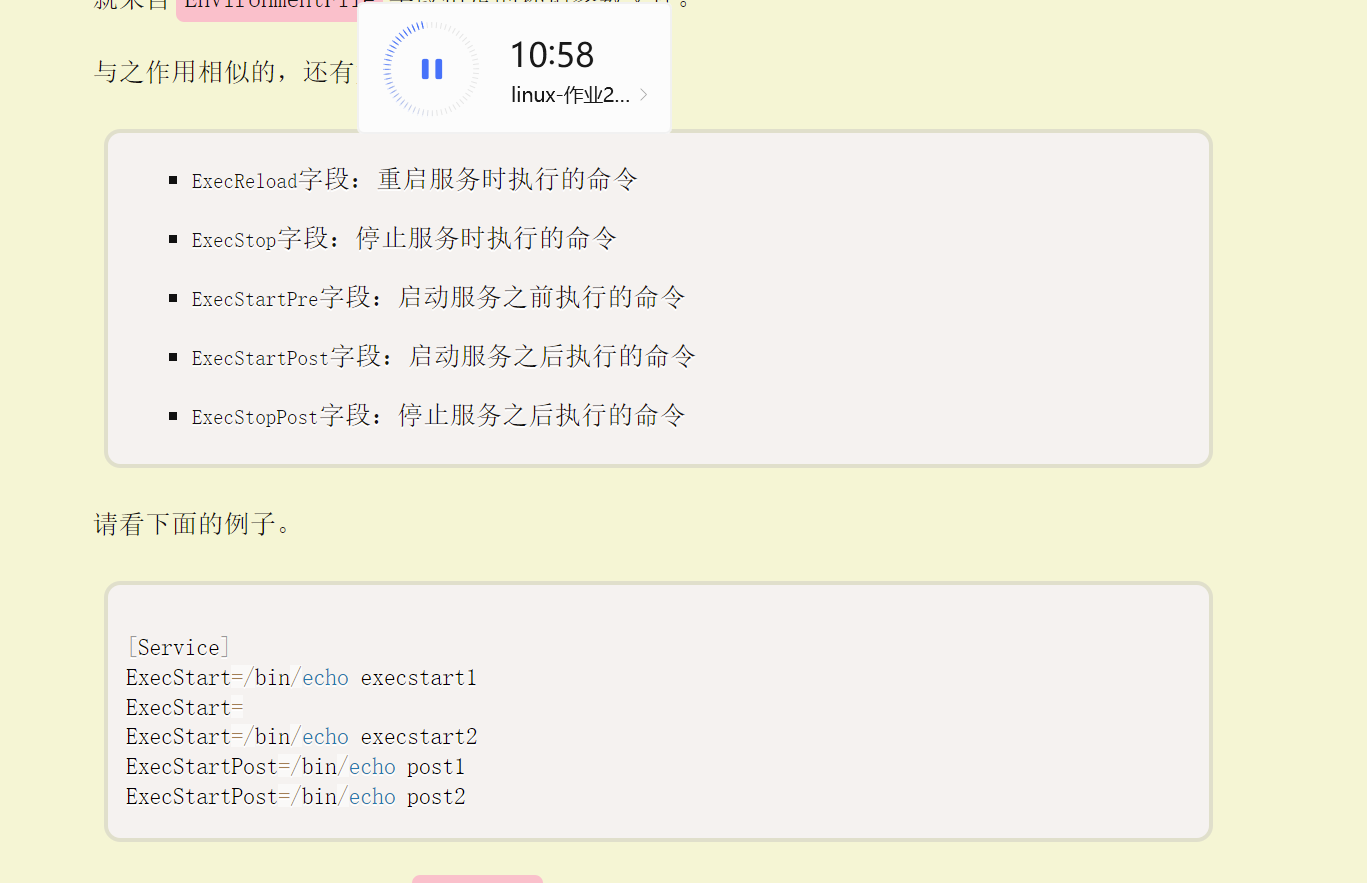 就来自 EnvironmentFile
与之作用相似的，还有
10:58
linux-作业2...
ExecReload字段：重启服务时执行的命令
ExecStop字段：停止服务时执行的命令
ExecStartPre字段：启动服务之前执行的命令
ExecStartPost字段：启动服务之后执行的命令
ExecStopPost字段：停止服务之后执行的命令
请看下面的例子。
[Service]
ExecStart=/bin/echo execstart1
ExecStart=
ExecStart=/bin/echo execstart2
ExecStartPost=/bin/echo post1
ExecStartPost=/bin/echo post2